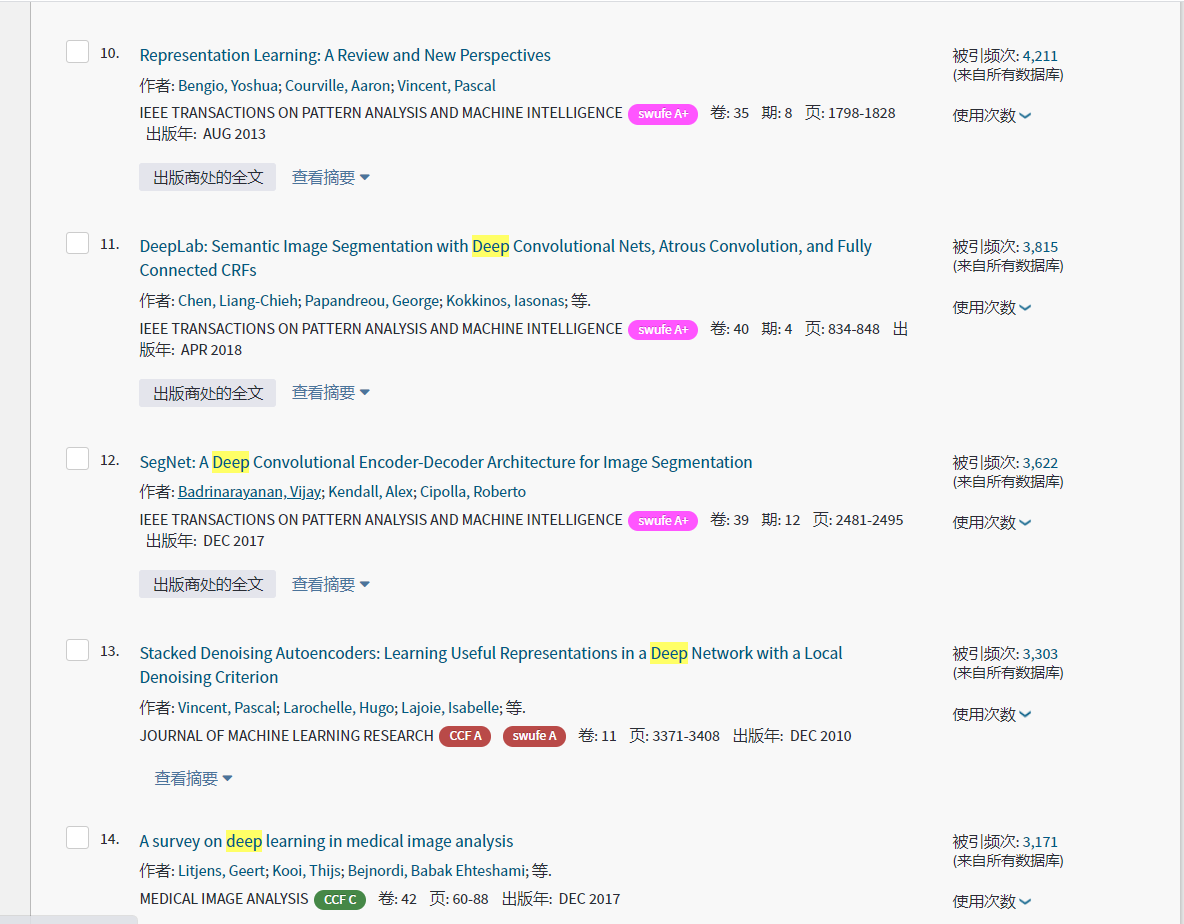 10. Representation Learning: A Review and New Perspectives 被引频次: 4,211
(来自所有数据库)
作者: Bengio, Yoshua; Courville, Aaron; Vincent, Pascal
IEEE TRANSACTIONS ON PATTERN ANALYSIS AND MACHINE INTELLIGENCE swufe A+ 卷: 35 期: 8 页: 1798-1828 使用次数
出版年: AUG 2013
出版商处的全文 查看摘要
11. DeepLab: Semantic Image Segmentation with Deep Convolutional Nets, Atrous Convolution, and Fully 被引频次: 3,815
Connected CRFs (来自所有数据库)
作者: Chen, Liang-Chieh; Papandreou, George; Kokkinos, Iasonas; 等. 使用次数
IEEE TRANSACTIONS ON PATTERN ANALYSIS AND MACHINE INTELLIGENCE swufe A+ 卷: 40 期: 4 页: 834-848 出
版年: APR 2018
出版商处的全文 查看摘要
12. SegNet: A Deep Convolutional Encoder-Decoder Architecture for Image Segmentation 被引频次: 3,622
(来自所有数据库)
作者: Badrinarayanan, Vijay; Kendall, Alex; Cipolla, Roberto
IEEE TRANSACTIONS ON PATTERN ANALYSIS AND MACHINE INTELLIGENCE swufe A+ 卷: 39 期: 12 页: 2481-2495 使用次数
出版年: DEC 2017
出版商处的全文 查看摘要
13. Stacked Denoising Autoencoders: Learning Useful Representations in a Deep Network with a Local 被引频次: 3,303
Denoising Criterion (来自所有数据库)
作者: Vincent, Pascal; Larochelle, Hugo; Lajoie, Isabelle; 等. 使用次数
JOURNAL OF MACHINE LEARNING RESEARCH CCF A swufe A 卷: 11 页: 3371-3408 出版年: DEC 2010
查看摘要
14. A survey on deep learning in medical image analysis 被引频次: 3,171
(来自所有数据库)
作者: Litjens, Geert; Kooi, Thijs; Bejnordi, Babak Ehteshami; 等.
MEDICAL IMAGE ANALYSIS CCF C 卷: 42 页: 60-88 出版年: DEC 2017 使用次数